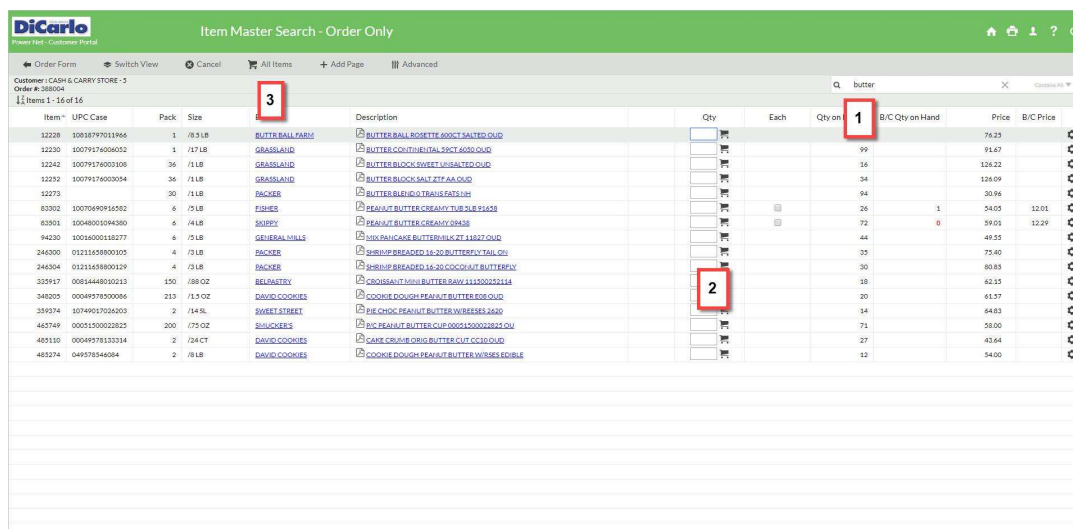 DiCarlo
Power Net - Customer Portal
Item Master Search - Order Only
?
Order Form Switch View Cancel All Items + Add Page Advanced
Customer : CASH & CARRY STORE - 5
Order #: 388004
butter
Items 1 - 16 of 16
3
1
Item UPC Case Pack Size Description Qty Each Qty on B/C Qty on Hand Price B/C Price
12228 10818797011966 1 /8.5 LB BUTTR BALL FARM BUTTER BALL ROSETTE 600CT SALTED OUD 76.25
12230 10079176006052 1 /17 LB GRASSLAND BUTTER CONTINENTAL 59CT 6050 OUD 99 91.67
12242 10079176003108 36 /1 LB GRASSLAND BUTTER BLOCK SWEET UNSALTED OUD 16 126.22
12252 10079176003054 36 /1 LB GRASSLAND BUTTER BLOCK SALT ZTF AA OUD 34 126.09
12273 30 /1 LB PACKER BUTTER BLEND 0 TRANS FATS NH 94 30.96
83302 10070690916582 6 /5 LB FISHER PEANUT BUTTER CREAMY TUB 5LB 91658 26 1 54.05 12.01
83501 10048001094380 6 /4 LB SKIPPY PEANUT BUTTER CREAMY 09438 72 0 59.01 12.29
94230 10016000118277 6 /5 LB GENERAL MILLS MIX PANCAKE BUTTERMILK ZT 11827 OUD 44 49.55
246300 01211658800105 4 /3 LB PACKER SHRIMP BREADED 16-20 BUTTERFLY TAIL ON 35 75.40
246304 01211658800129 4 /3 LB PACKER SHRIMP BREADED 16-20 COCONUT BUTTERFLY 30 80.83
335917 00814448010213 150 /.88 OZ BELPASTRY CROISSANT MINI BUTTER RAW 111500252114 18 62.15
2
348205 00049578500086 213 /1.5 OZ DAVID COOKIES COOKIE DOUGH PEANUT BUTTER E08 OUD 20 61.57
359374 10749017026203 2 /14 SL SWEET STREET PIE CHOC PEANUT BUTTER W/REESES 2620 14 64.83
465749 00051500022825 200 /.75 OZ SMUCKER'S P/C PEANUT BUTTER CUP 00051500022825 OU 71 58.00
485110 00049578133314 2 /24 CT DAVID COOKIES CAKE CRUMB ORIG BUTTER CUT CC10 OUD 27 43.64
485274 049578546084 2 /8 LB DAVID COOKIES COOKIE DOUGH PEANUT BUTTER W/RSES EDIBLE 12 54.00